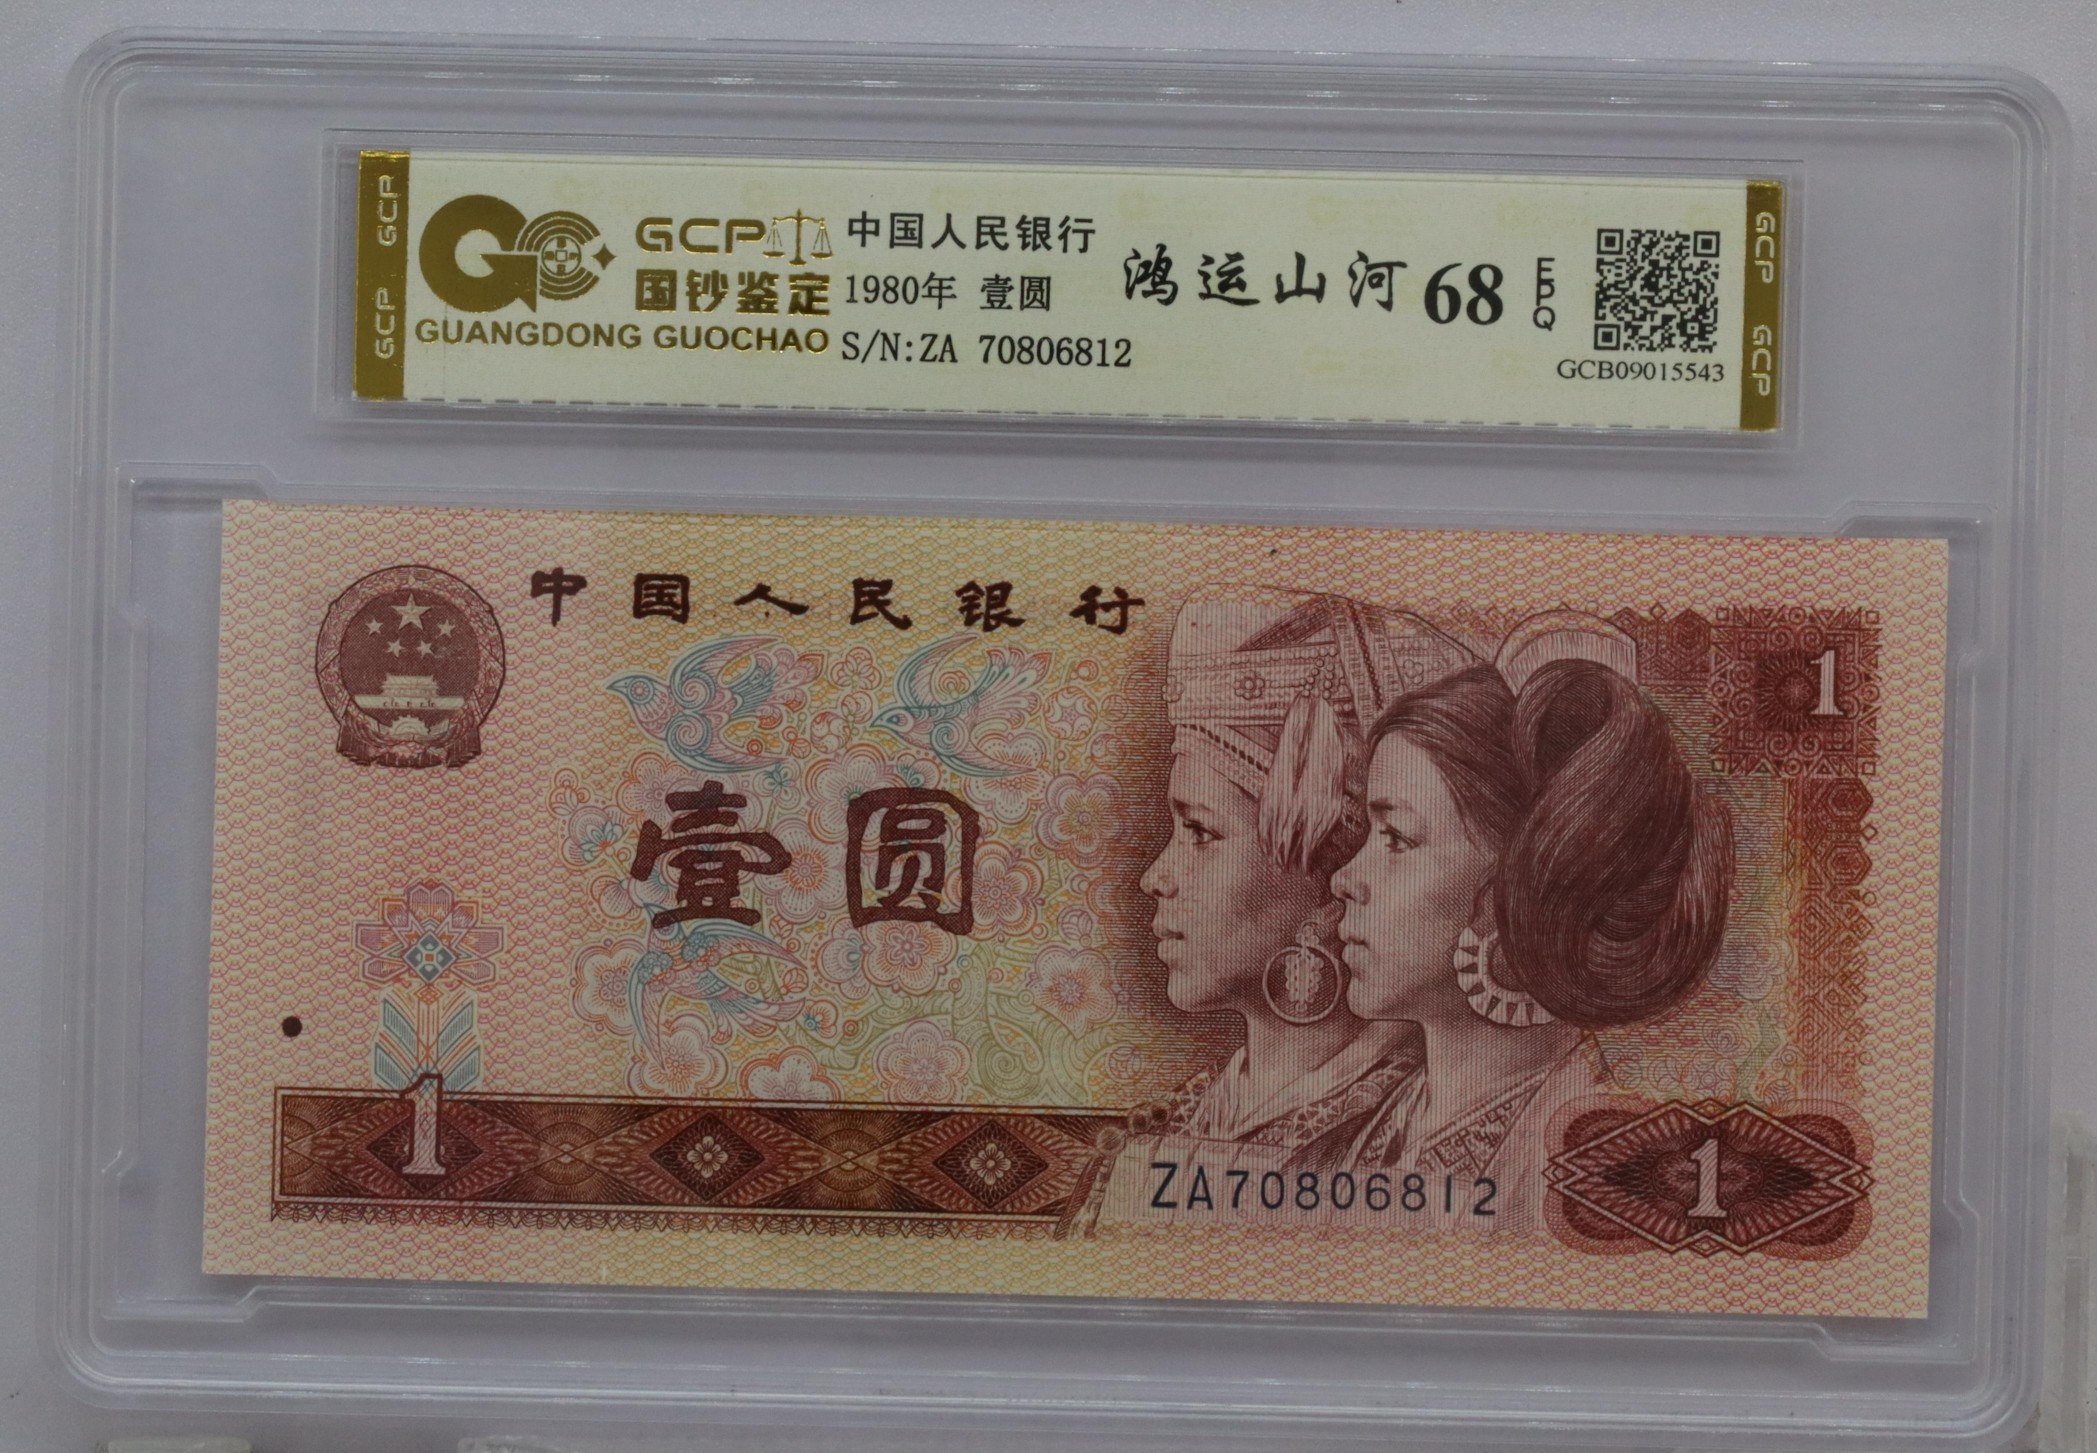 GCP GCP
GCP
国钞鉴定
GUANGDONG GUOCHAO
中国人民银行
1980年 壹圆
S/N:ZA 70806812
鸿运山河
68
EPQ
GCB09015543
GCP GCP
中国人民银行
1
壹圆
1
ZA70806812
1